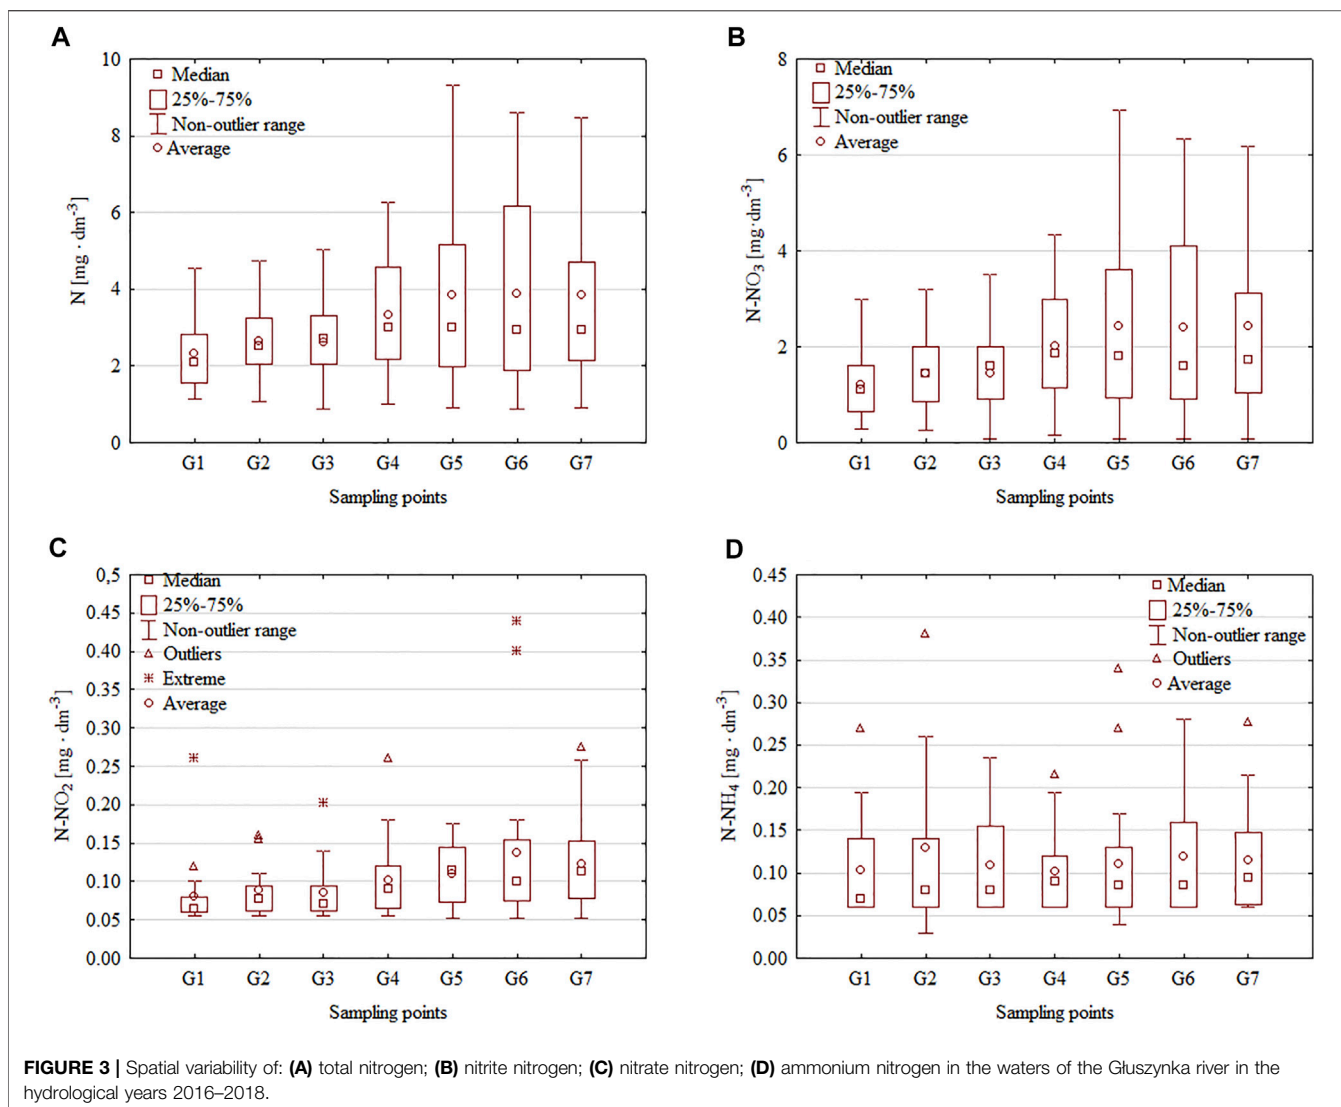 A
10
8
6
4
2
0
N [mg · dm-3]
Median
25%-75%
Non-outlier range
Average
G1 G2 G3 G4 G5 G6 G7
Sampling points
B
8
6
4
2
0
N-NO3 [mg·dm-3]
Median
25%-75%
Non-outlier range
Average
G1 G2 G3 G4 G5 G6 G7
Sampling points
C
0,5
0.45
0.40
0.35
0.30
0.25
0.20
0.15
0.10
0.05
0.00
N-NO2 [mg · dm-3]
Median
25%-75%
Non-outlier range
Outliers
Extreme
Average
G1 G2 G3 G4 G5 G6 G7
Sampling points
D
0.45
0.40
0.35
0.30
0.25
0.20
0.15
0.10
0.05
0.00
N-NH4 [mg · dm-3]
Median
25%-75%
Non-outlier range
Outliers
Average
G1 G2 G3 G4 G5 G6 G7
Sampling points
FIGURE 3 | Spatial variability of: (A) total nitrogen; (B) nitrite nitrogen; (C) nitrate nitrogen; (D) ammonium nitrogen in the waters of the Głuszynka river in the
hydrological years 2016–2018.